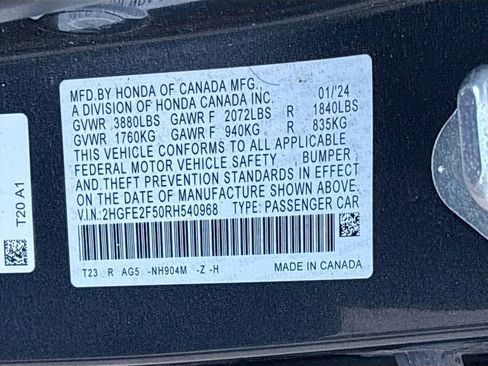 MFD.BY HONDA OF CANADA MFG., 01/'24
A DIVISION OF HONDA CANADA INC.
GVWR 3880LBS GAWR F 2072LBS R 1840LBS
GVWR 1760KG GAWR F 940KG R 835KG
THIS VEHICLE CONFORMS TO ALL APPLICABLE
FEDERAL MOTOR VEHICLE SAFETY BUMPER
AND THEFT PREVENTION STANDARDS IN EFFECT
ON THE DATE OF MANUFACTURE SHOWN ABOVE.
V.I.N.:2HGFE2F50RH540968 TYPE:PASSENGER CAR
T23 R AG5 -NH904M -Z -H MADE IN CANADA
T20 A1